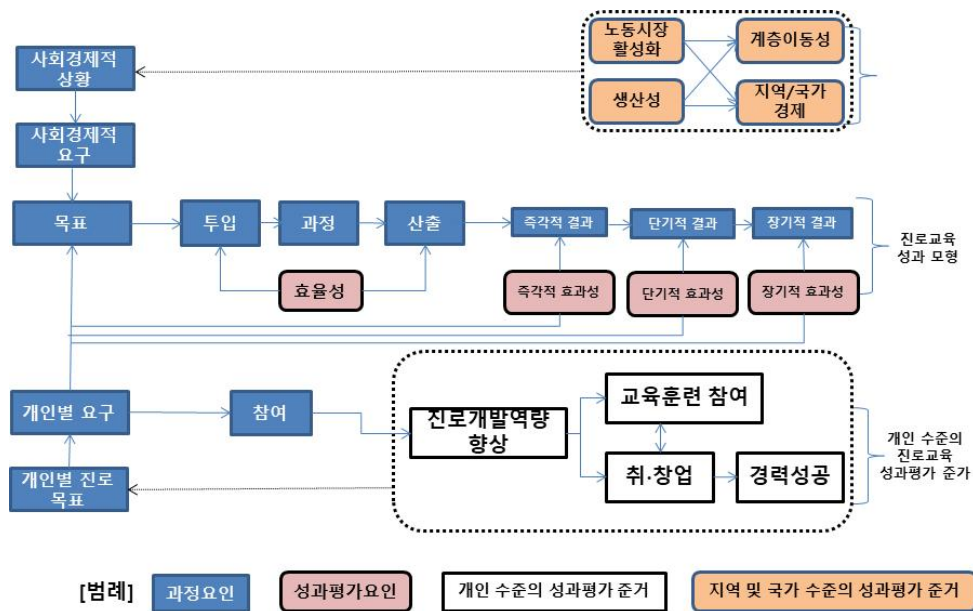 사회경제적
상황
노동시장
활성화
계층이동성
생산성
지역/국가
경제
사회경제적
요구
목표
투입
과정
산출
즉각적 결과
단기적 결과
장기적 결과
진로교육
성과 모형
효율성
즉각적 효과성
단기적 효과성
장기적 효과성
개인별 요구
참여
진로개발역량
향상
교육훈련 참여
취·창업
경력성공
개인 수준의
진로교육
성과평가 준가
개인별 진로
목표
[범례]
과정요인
성과평가요인
개인 수준의 성과평가 준거
지역 및 국가 수준의 성과평가 준거